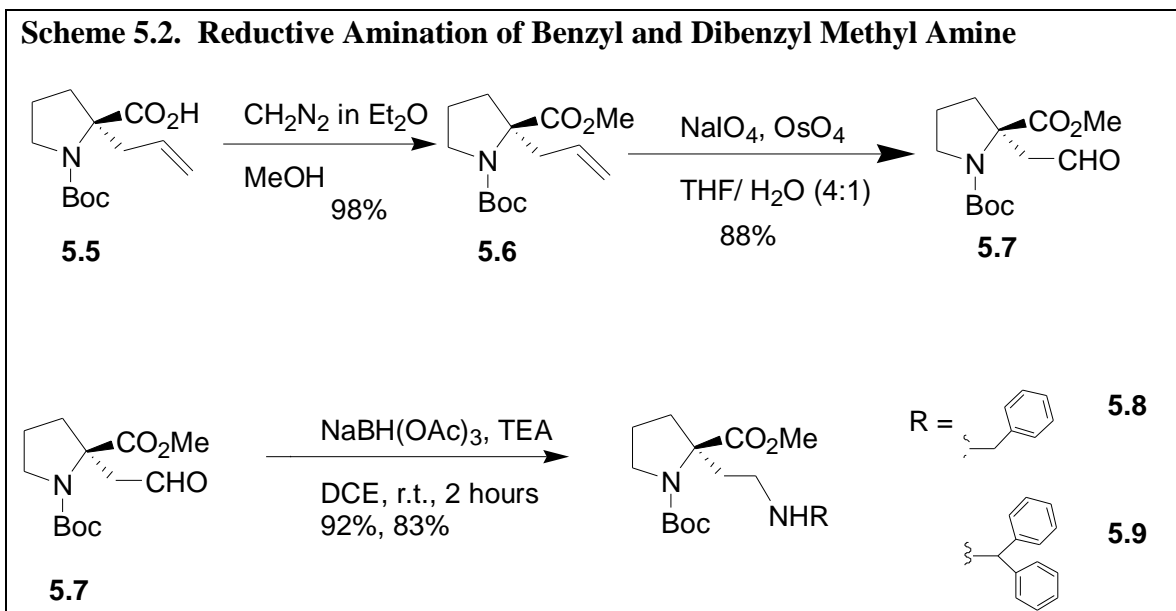 Scheme 5.2. Reductive Amination of Benzyl and Dibenzyl Methyl Amine
CO₂H
N
Boc
5.5
CH₂N₂ in Et₂O
MeOH
98%
CO₂Me
N
Boc
5.6
NaIO₄, OsO₄
THF/ H₂O (4:1)
88%
CO₂Me
CHO
N
Boc
5.7
CO₂Me
CHO
N
Boc
5.7
NaBH(OAc)₃, TEA
DCE, r.t., 2 hours
92%, 83%
CO₂Me
N
Boc
NHR
R =
5.8
5.9